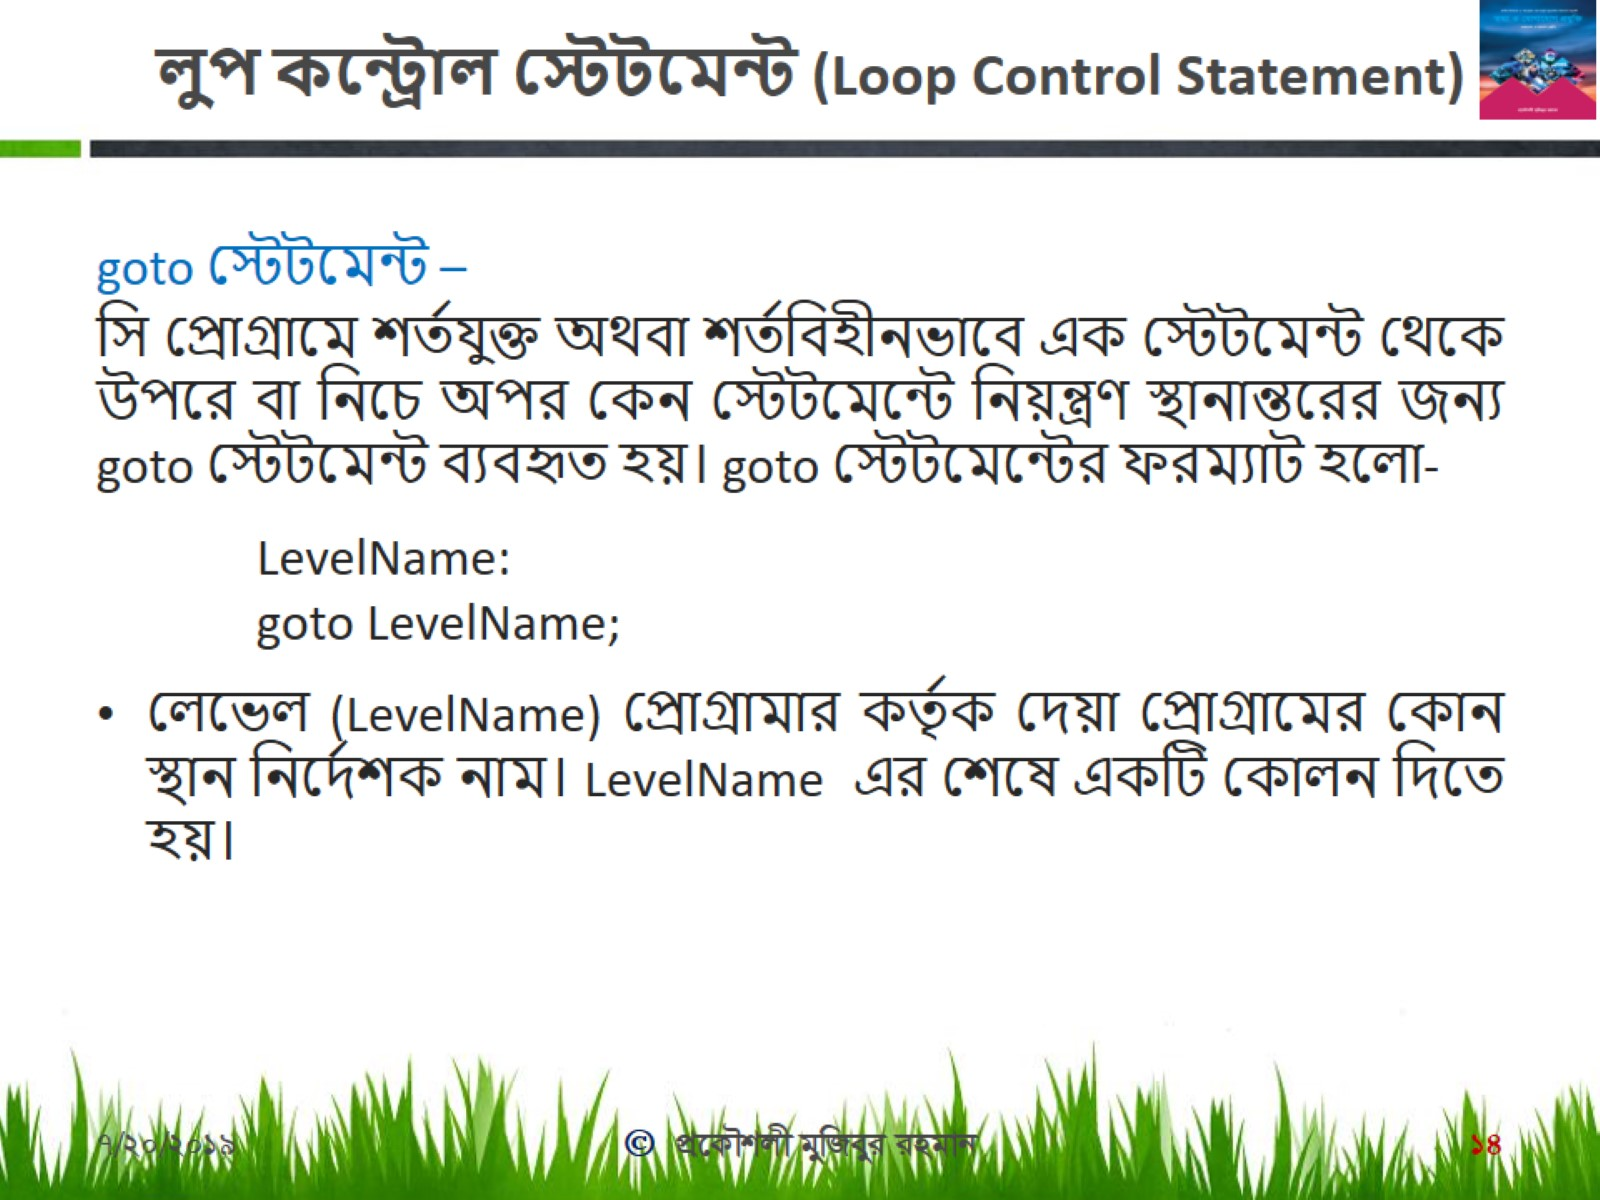 লুপ কন্ট্রোল স্টেটমেন্ট (Loop Control Statement)
goto স্টেটমেন্ট –
সি প্রোগ্রামে শর্তযুক্ত অথবা শর্তবিহীনভাবে এক স্টেটমেন্ট থেকে
উপরে বা নিচে অপর কেন স্টেটমেন্টে নিয়ন্ত্রণ স্থানান্তরের জন্য
goto স্টেটমেন্ট ব্যবহৃত হয়। goto স্টেটমেন্টের ফরম্যাট হলো-
LevelName:
goto LevelName;
• লেভেল (LevelName) প্রোগ্রামার কর্তৃক দেয়া প্রোগ্রামের কোন
স্থান নির্দেশক নাম। LevelName এর শেষে একটি কোলন দিতে
হয়।
৭/২০/২০১৯
© প্রকৌশলী মুজিবুর রহমান
১৪